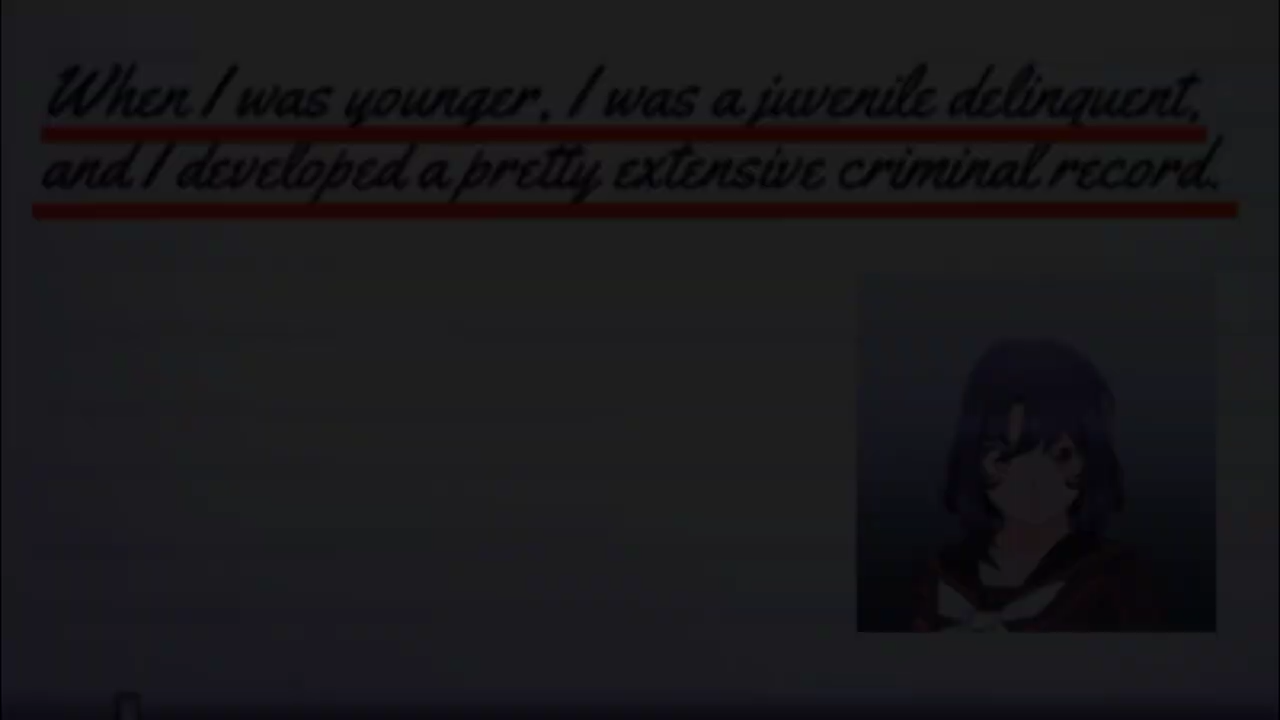 When I was younger, I was a juvenile delinquent,
and I developed a pretty extensive criminal record.